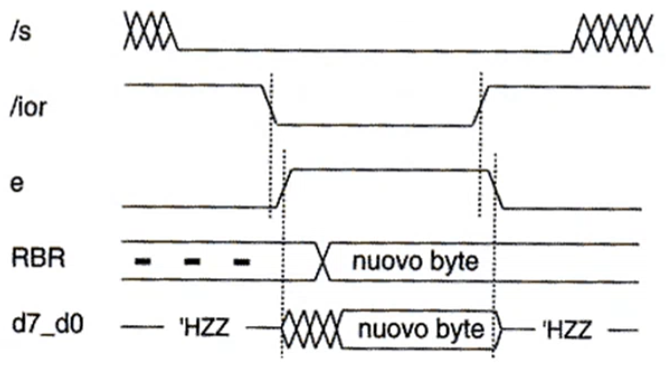 /s
/ior
e
RBR nuovo byte
d7_d0 'HZZ nuovo byte 'HZZ